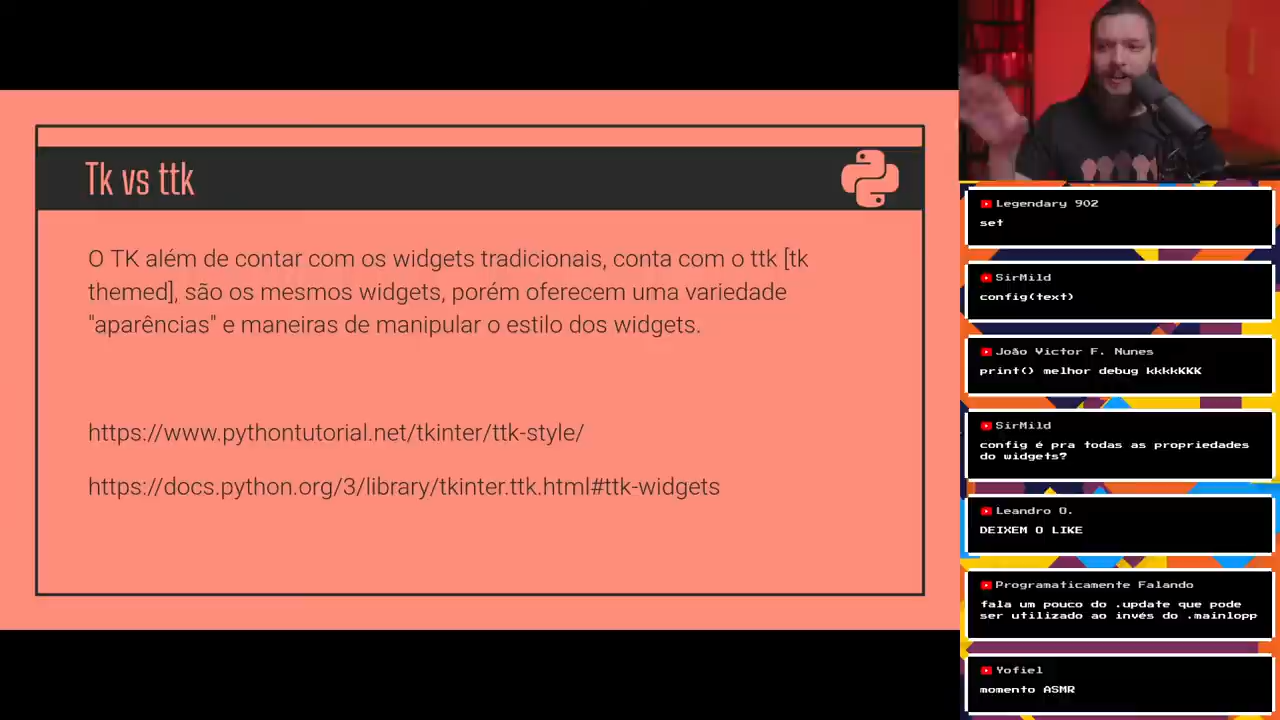 Tk vs ttk
O TK além de contar com os widgets tradicionais, conta com o ttk [tk
themed], são os mesmos widgets, porém oferecem uma variedade
"aparências" e maneiras de manipular o estilo dos widgets.
https://www.pythontutorial.net/tkinter/ttk-style/
https://docs.python.org/3/library/tkinter.ttk.html#ttk-widgets
Legendary 902
set
SirMild
config(text)
João Victor F. Nunes
print() melhor debug kkkkKKK
SirMild
config é pra todas as propriedades
do widgets?
Leandro O.
DEIXEM O LIKE
Programaticamente Falando
fala um pouco do .update que pode
ser utilizado ao invés do .mainlopp
Yofiel
momento ASMR